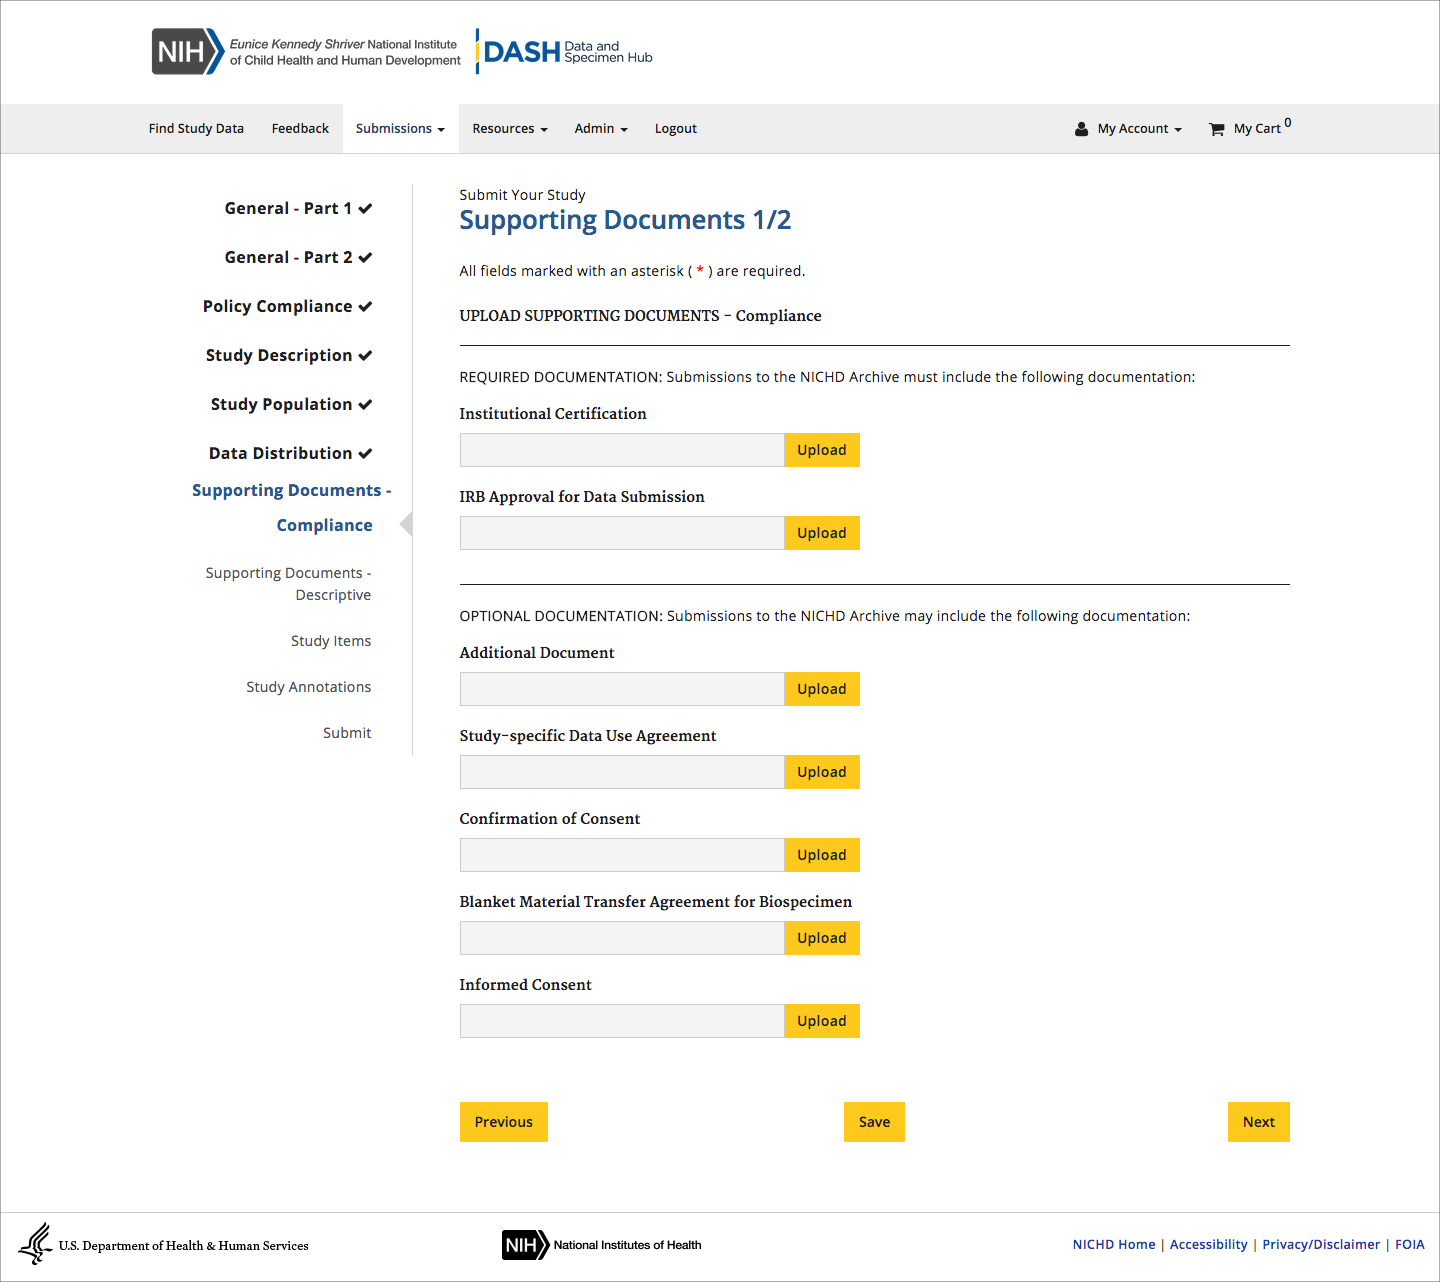 NIH Eunice Kennedy Shriver National Institute
of Child Health and Human Development
DASH Data and
Specimen Hub
Find Study Data Feedback Submissions Resources Admin Logout My Account My Cart 0
General - Part 1
General - Part 2
Policy Compliance
Study Description
Study Population
Data Distribution
Supporting Documents -
Compliance
Supporting Documents -
Descriptive
Study Items
Study Annotations
Submit
Submit Your Study
Supporting Documents 1/2
All fields marked with an asterisk ( * ) are required.
UPLOAD SUPPORTING DOCUMENTS - Compliance
REQUIRED DOCUMENTATION: Submissions to the NICHD Archive must include the following documentation:
Institutional Certification
Upload
IRB Approval for Data Submission
Upload
OPTIONAL DOCUMENTATION: Submissions to the NICHD Archive may include the following documentation:
Additional Document
Upload
Study-specific Data Use Agreement
Upload
Confirmation of Consent
Upload
Blanket Material Transfer Agreement for Biospecimen
Upload
Informed Consent
Upload
Previous Save Next
U.S. Department of Health & Human Services
NIH National Institutes of Health
NICHD Home | Accessibility | Privacy/Disclaimer | FOIA